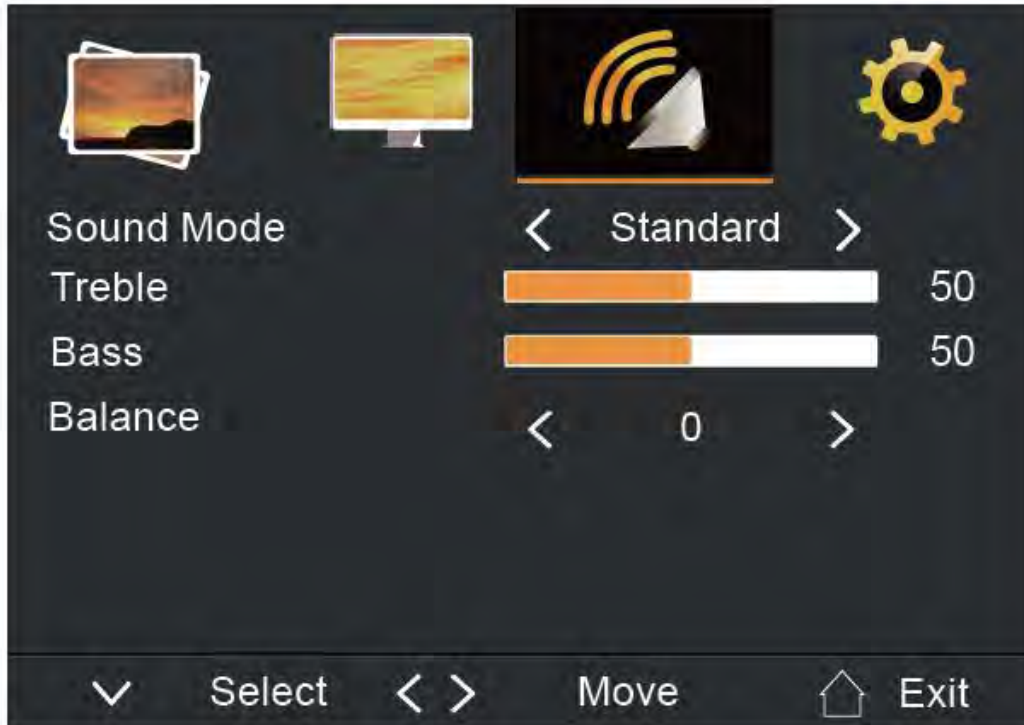 Sound Mode < Standard >
Treble 50
Bass 50
Balance < 0 >
Select < > Move Exit